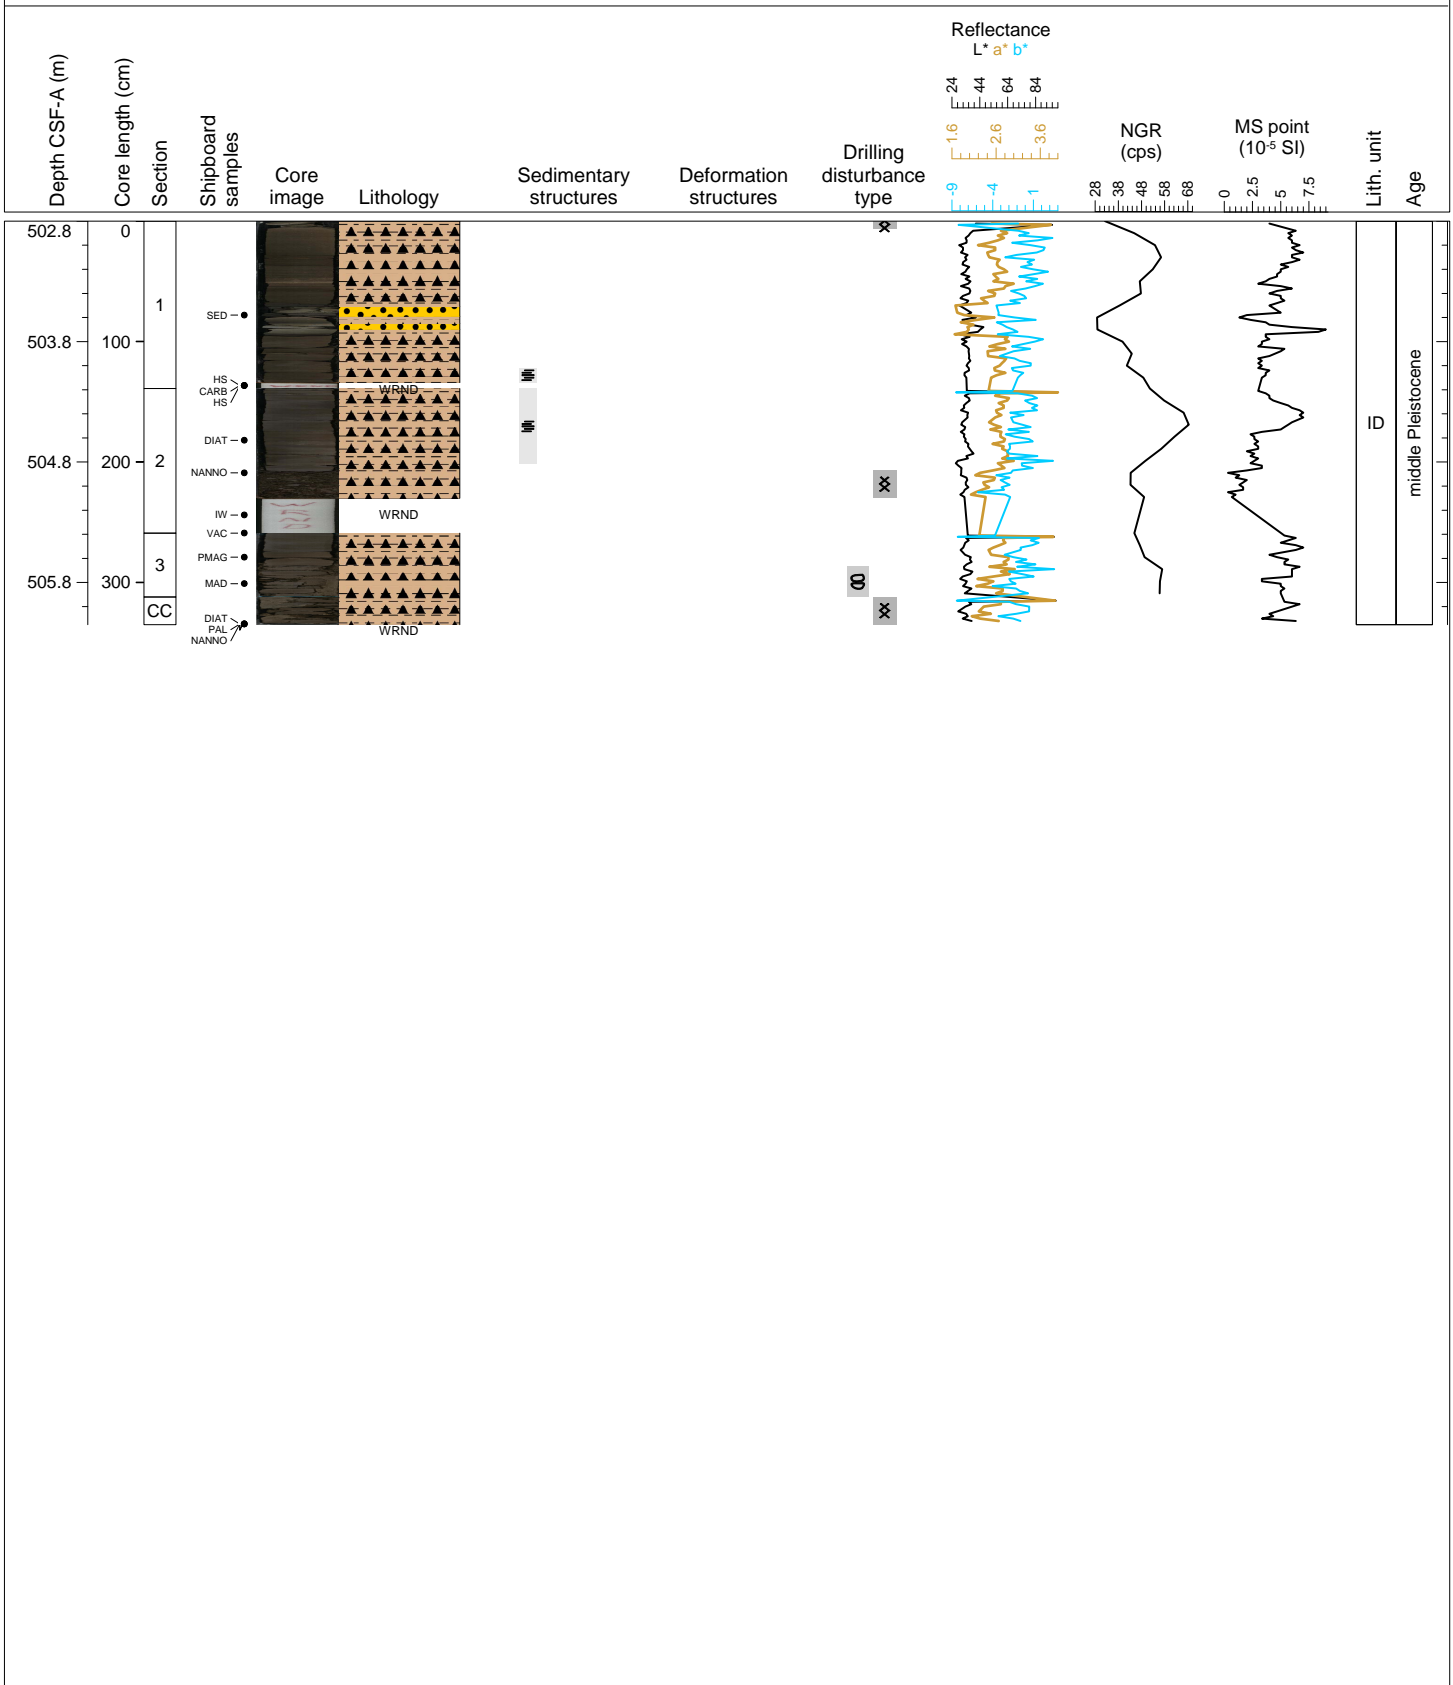 Reflectance
L* a* b*
24 44 64 84
1.6 2.6 3.6
-9 -4 1
Depth CSF-A (m)
Core length (cm)
Section
Shipboard
samples
Core
image
Lithology
Sedimentary
structures
Deformation
structures
Drilling
disturbance
type
NGR
(cps)
28 38 48 58 68
MS point
(10-5 SI)
0 2.5 5 7.5
Lith. unit
Age
502.8 0
503.8 100
504.8 200
505.8 300
1
2
3
CC
SED
HS
CARB
HS
DIAT
NANNO
IW
VAC
PMAG
MAD
DIAT
PAL
NANNO
WRND
WRND
WRND
ID
middle Pleistocene